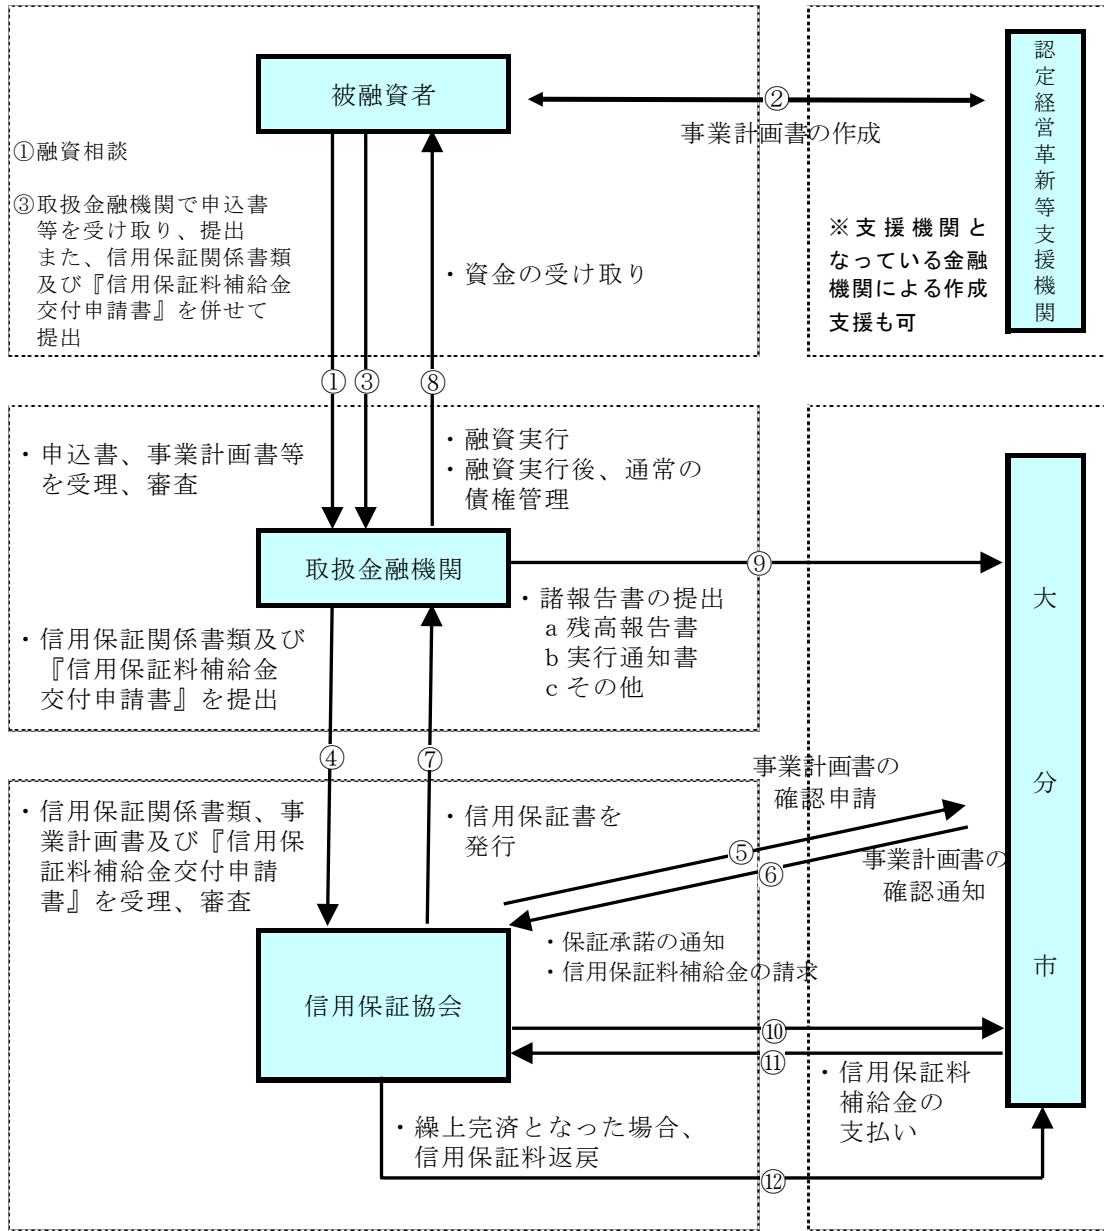 被融資者
①融資相談
③取扱金融機関で申込書
等を受け取り、提出
また、信用保証関係書類
及び『信用保証料補給金
交付申請書』を併せて
提出
②
事業計画書の作成
認定経営革新等支援機関
※支援機関と
なっている金融
機関による作成
支援も可
・資金の受け取り
①
③
⑧
・申込書、事業計画書等
を受理、審査
・融資実行
・融資実行後、通常の
債権管理
取扱金融機関
⑨
・諸報告書の提出
a 残高報告書
b 実行通知書
c その他
・信用保証関係書類及び
『信用保証料補給金
交付申請書』を提出
大分市
④
⑦
・信用保証関係書類、事
業計画書及び『信用保
証料補給金交付申請
書』を受理、審査
・信用保証書を
発行
事業計画書の
確認申請
⑤
⑥
事業計画書の
確認通知
信用保証協会
・保証承諾の通知
・信用保証料補給金の請求
⑩
⑪
・信用保証料
補給金の
支払い
・繰上完済となった場合、
信用保証料返戻
⑫